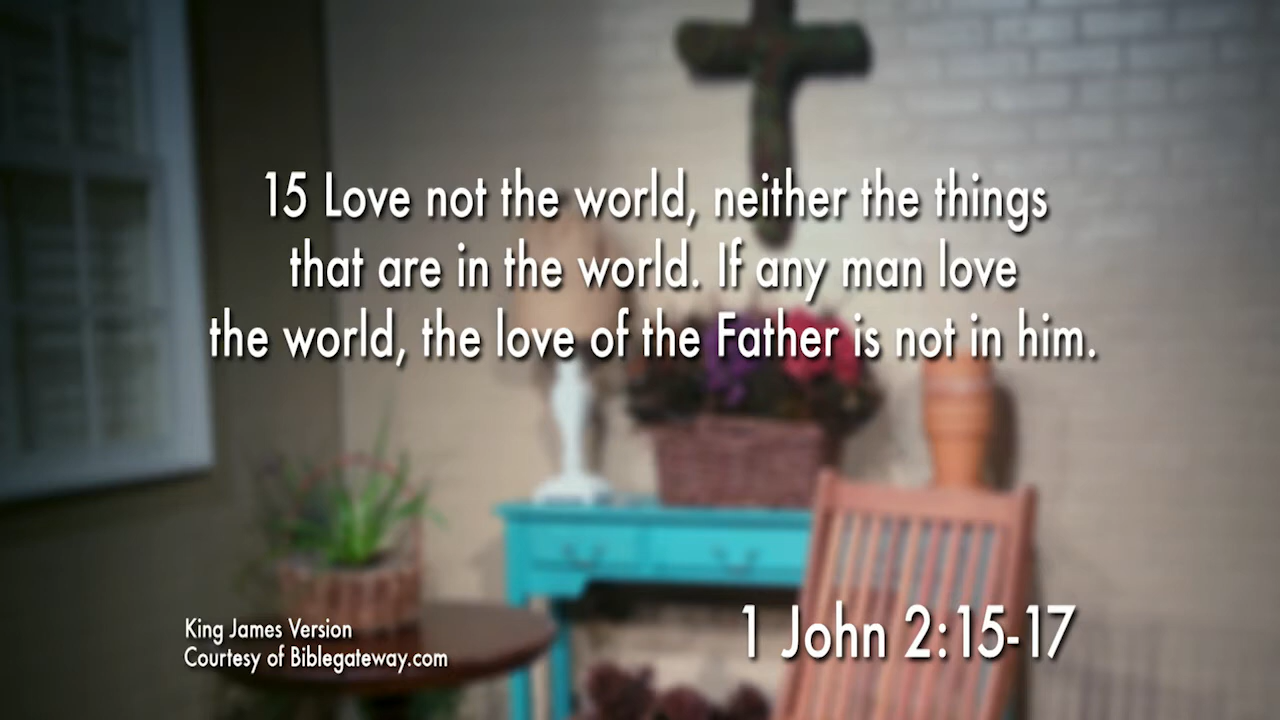 15 Love not the world, neither the things
that are in the world. If any man love
the world, the love of the Father is not in him.
King James Version
Courtesy of Biblegateway.com
1 John 2:15-17